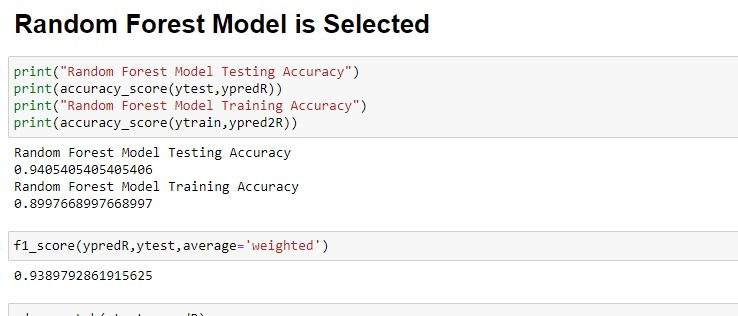 Random Forest Model is Selected
print("Random Forest Model Testing Accuracy")
print(accuracy_score(ytest,ypredR))
print("Random Forest Model Training Accuracy")
print(accuracy_score(ytrain,ypred2R))
Random Forest Model Testing Accuracy
0.9405405405405406
Random Forest Model Training Accuracy
0.8997668997668997
f1_score(ypredR,ytest,average='weighted')
0.9389792861915625